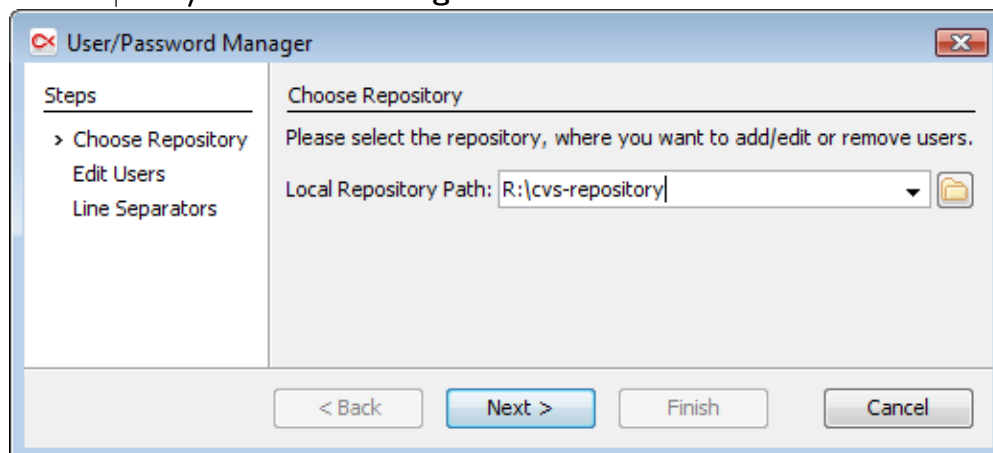 User/Password Manager
Steps
> Choose Repository
Edit Users
Line Separators
Choose Repository
Please select the repository, where you want to add/edit or remove users.
Local Repository Path: R:\cvs-repository
< Back Next > Finish Cancel